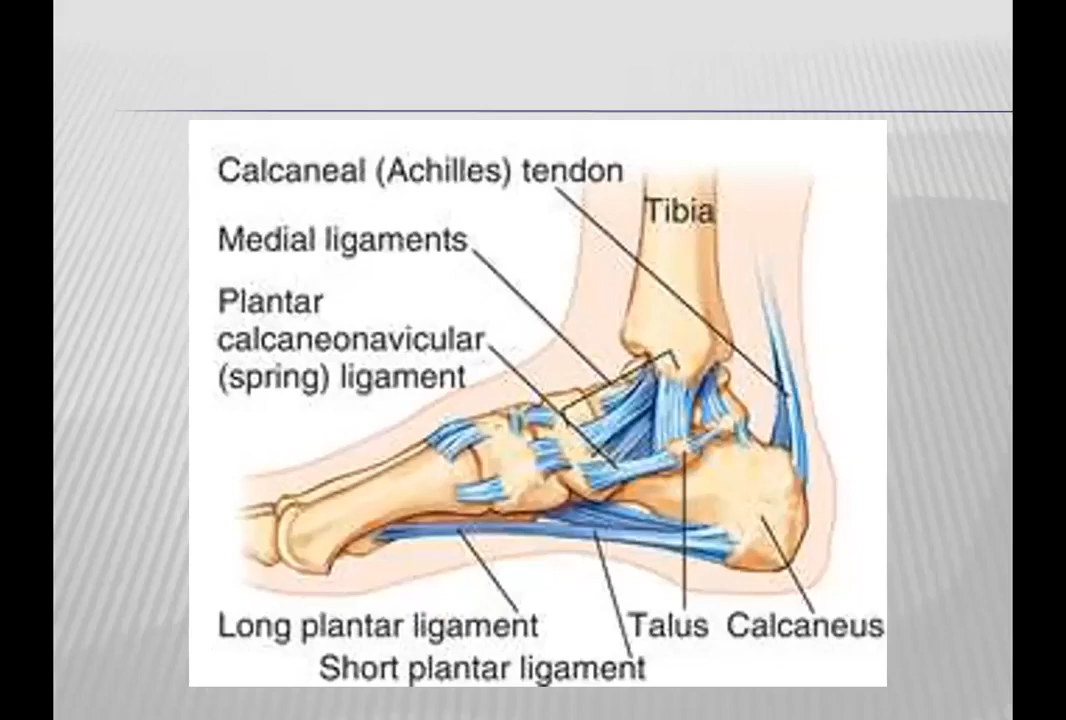 Calcaneal (Achilles) tendon
Tibia
Medial ligaments
Plantar
calcaneonavicular
(spring) ligament
Long plantar ligament
Talus
Calcaneus
Short plantar ligament